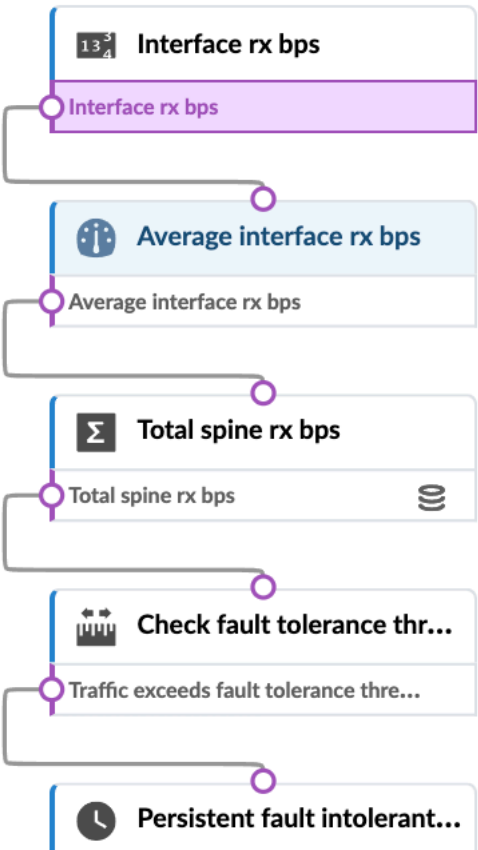 Interface rx bps
Interface rx bps
Average interface rx bps
Average interface rx bps
Total spine rx bps
Total spine rx bps
Check fault tolerance thr...
Traffic exceeds fault tolerance thre...
Persistent fault intolerant...